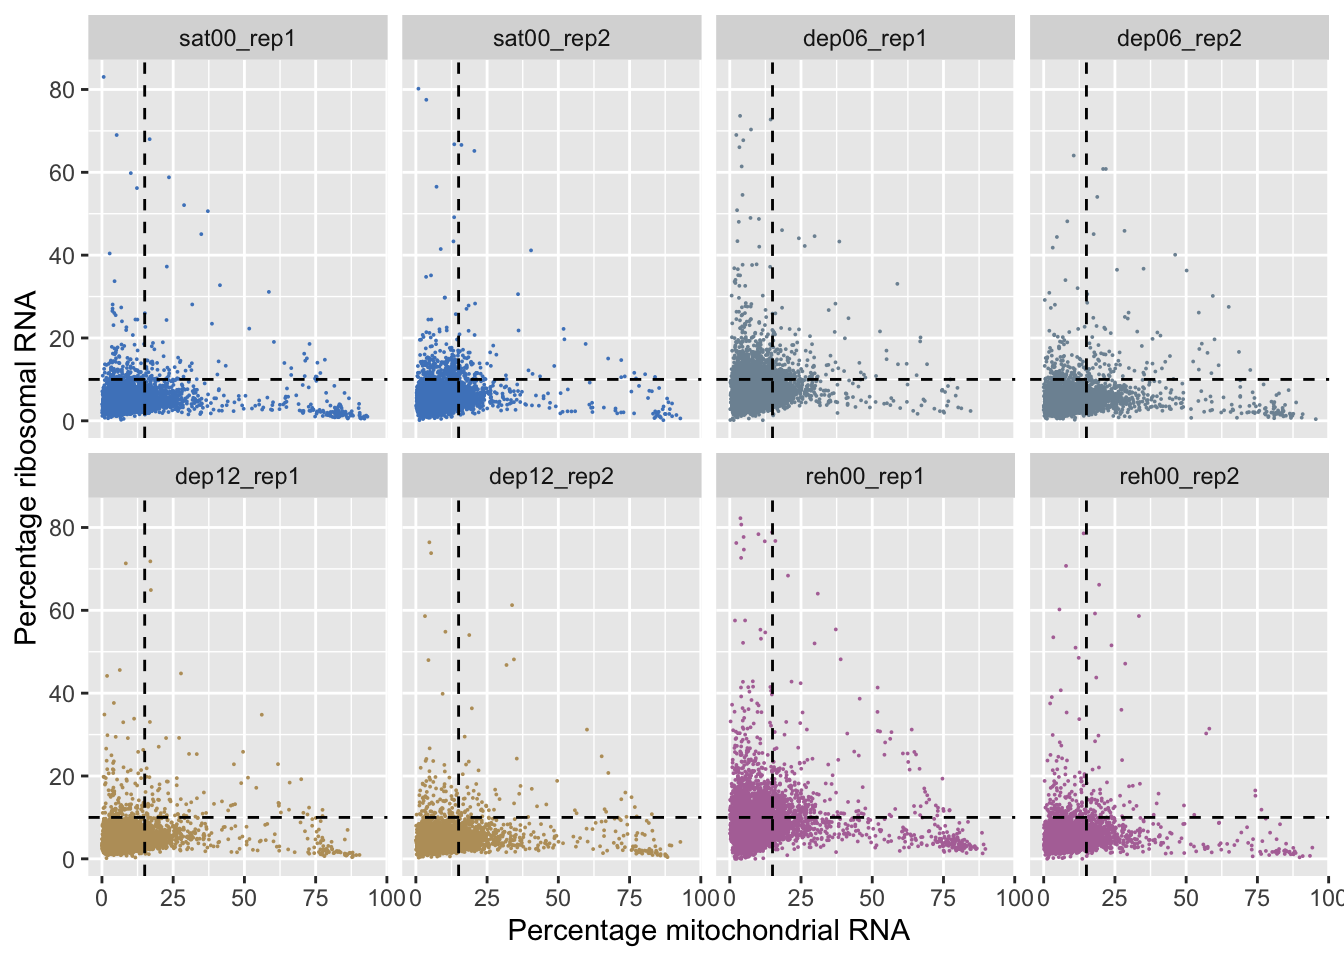 sat00_rep1 sat00_rep2 dep06_rep1 dep06_rep2
80
60
40
20
0
dep12_rep1 dep12_rep2 reh00_rep1 reh00_rep2
80
60
40
20
0
0 25 50 75 100 0 25 50 75 100 0 25 50 75 100 0 25 50 75 100
Percentage mitochondrial RNA
Percentage ribosomal RNA